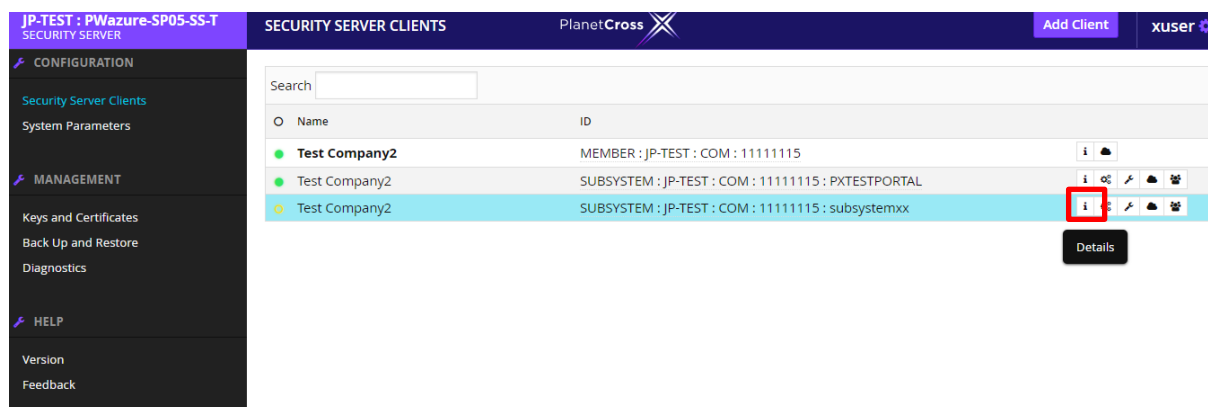 JP-TEST : PWazure-SP05-SS-T
SECURITY SERVER
SECURITY SERVER CLIENTS
PlanetCross
Add Client
xuser
CONFIGURATION
Security Server Clients
System Parameters
MANAGEMENT
Keys and Certificates
Back Up and Restore
Diagnostics
HELP
Version
Feedback
Search
Name ID
Test Company2 MEMBER : JP-TEST : COM : 11111115
Test Company2 SUBSYSTEM : JP-TEST : COM : 11111115 : PXTESTPORTAL
Test Company2 SUBSYSTEM : JP-TEST : COM : 11111115 : subsystemxx
Details